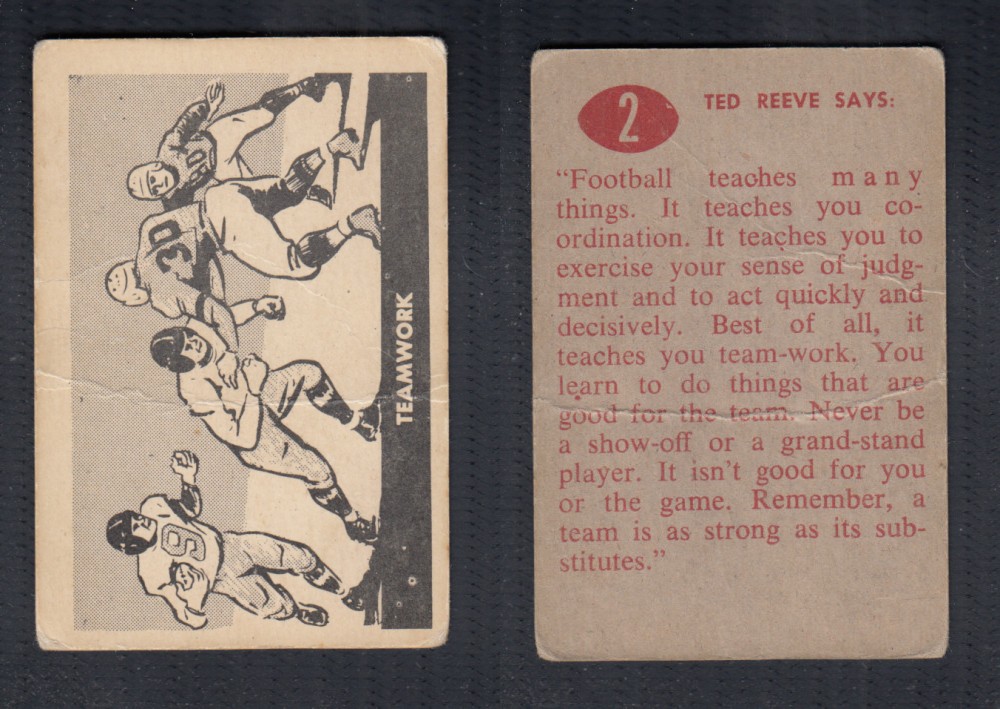 TEAMWORK
80
30
9
2
TED REEVE SAYS:
“Football teaches many
things. It teaches you co-
ordination. It teaches you to
exercise your sense of judg-
ment and to act quickly and
decisively. Best of all, it
teaches you team-work. You
learn to do things that are
good for the team. Never be
a show-off or a grand-stand
player. It isn't good for you
or the game. Remember, a
team is as strong as its sub-
stitutes.”